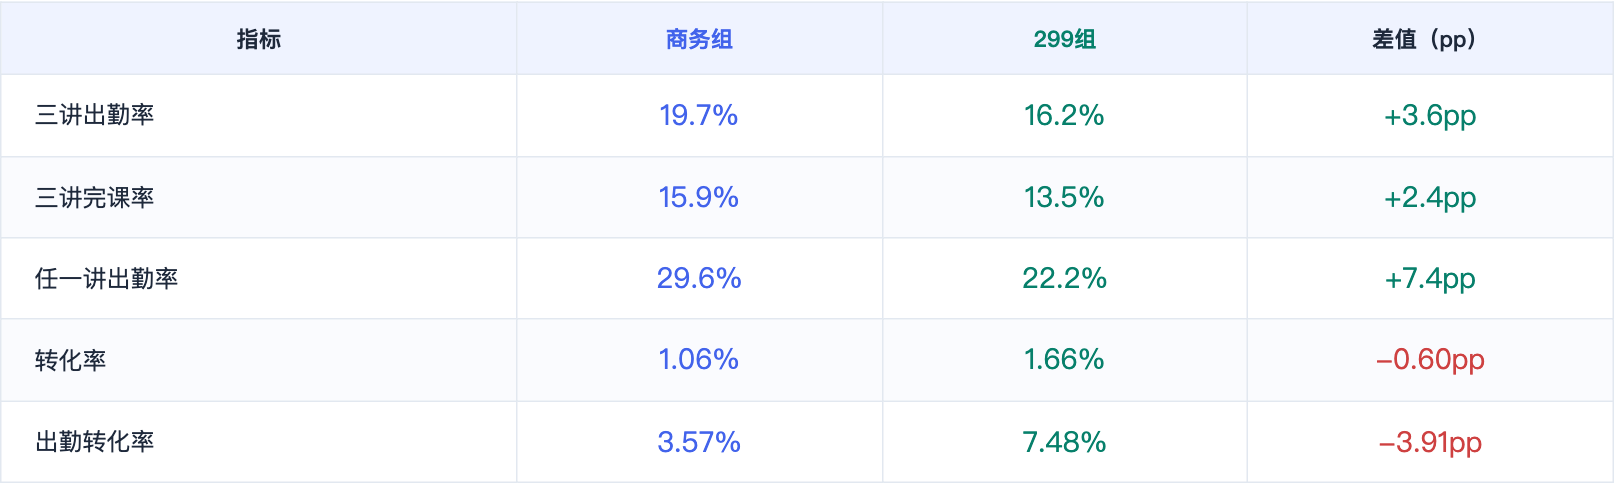 指标 商务组 299组 差值（pp）
三讲出勤率 19.7% 16.2% +3.6pp
三讲完课率 15.9% 13.5% +2.4pp
任一讲出勤率 29.6% 22.2% +7.4pp
转化率 1.06% 1.66% −0.60pp
出勤转化率 3.57% 7.48% −3.91pp